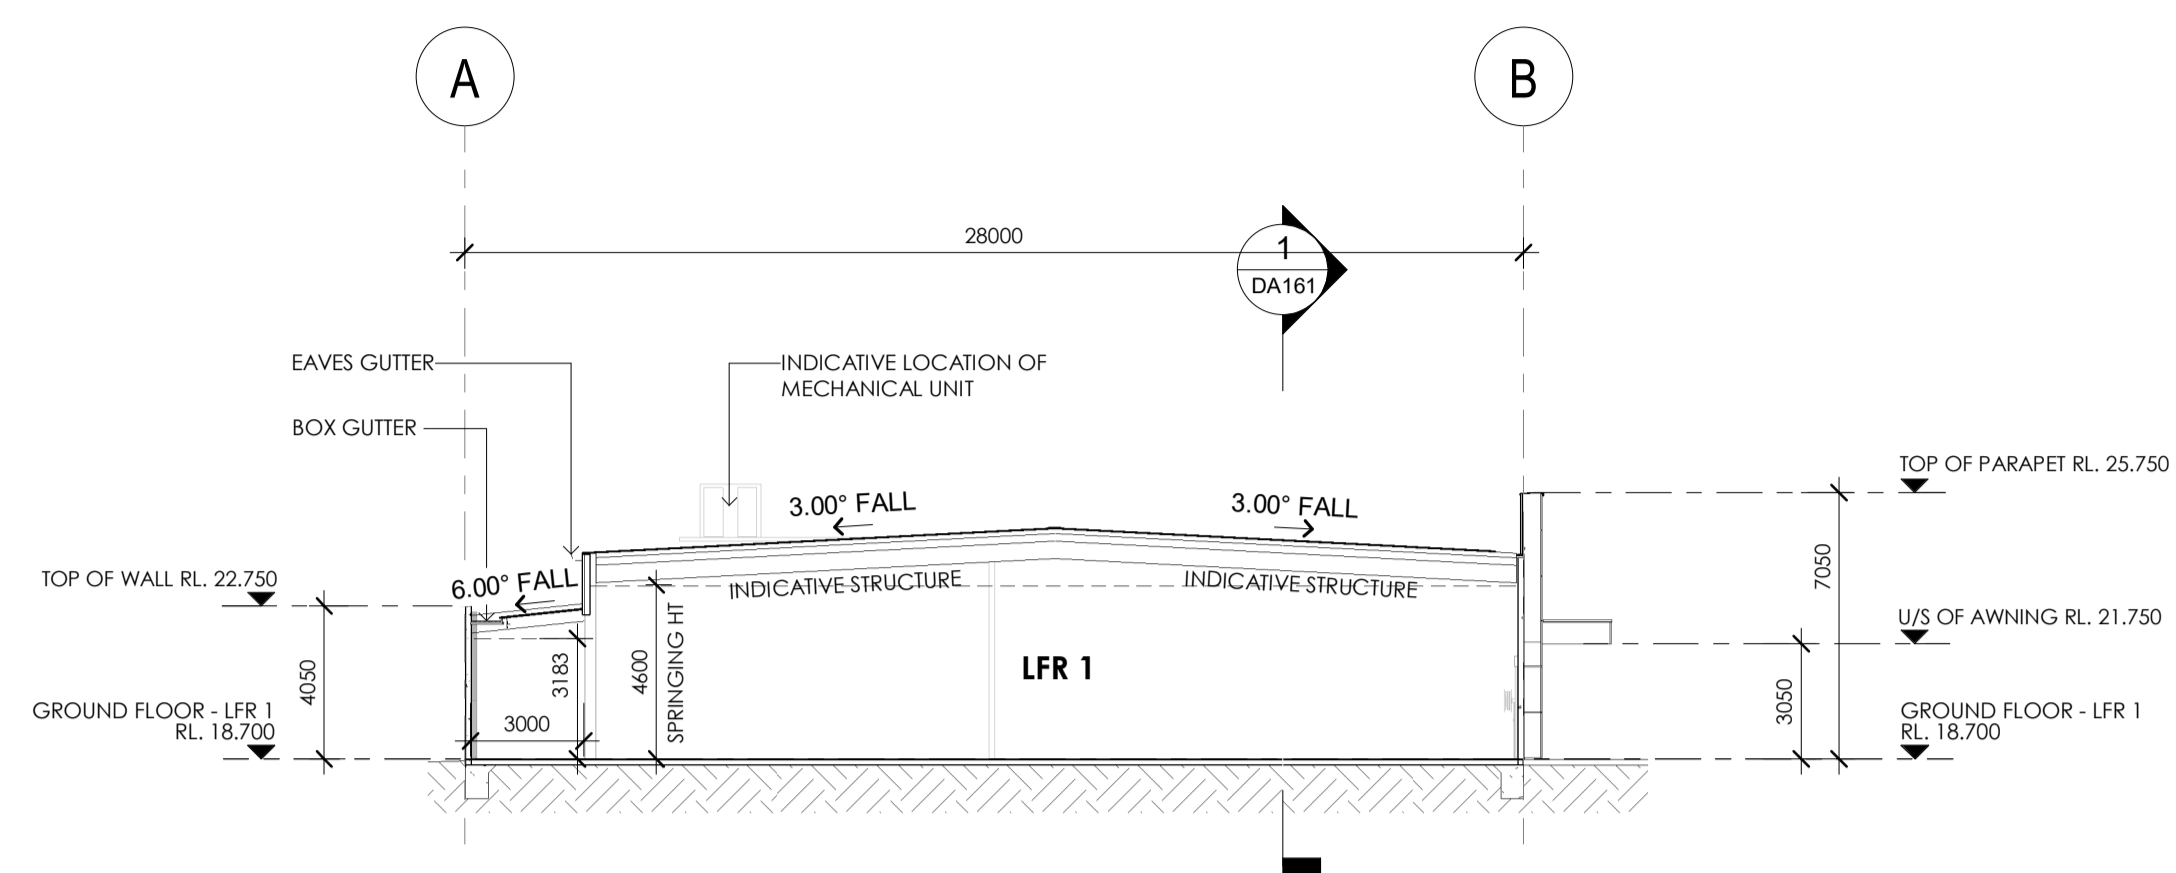 A
B
28000
1
DA161
EAVES GUTTER
INDICATIVE LOCATION OF
MECHANICAL UNIT
BOX GUTTER
TOP OF PARAPET RL. 25.750
3.00° FALL
3.00° FALL
TOP OF WALL RL. 22.750
6.00° FALL
INDICATIVE STRUCTURE
INDICATIVE STRUCTURE
7050
U/S OF AWNING RL. 21.750
4050
3183
4600
SPRINGING HT
LFR 1
3050
GROUND FLOOR - LFR 1
RL. 18.700
3000
GROUND FLOOR - LFR 1
RL. 18.700